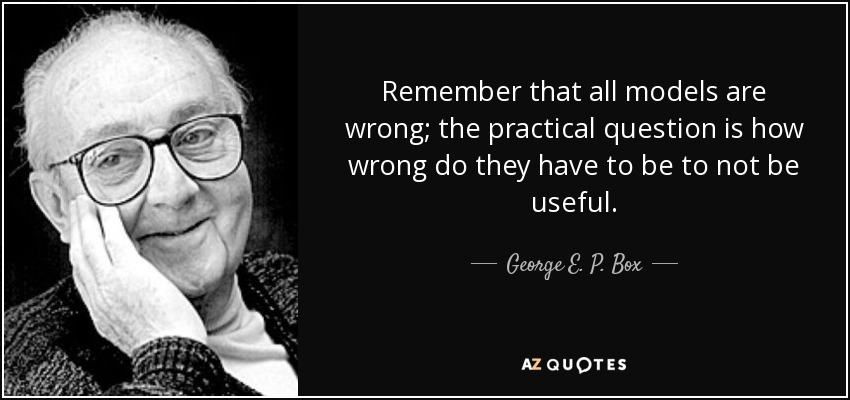 Remember that all models are
wrong; the practical question is how
wrong do they have to be to not be
useful.
George E. P. Box
AZ QUOTES